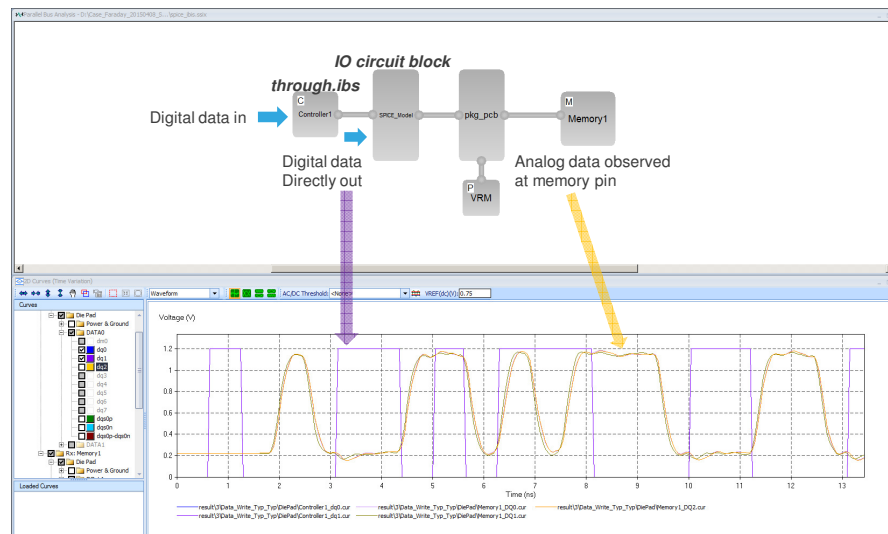 Parallel Bus Analysis - D:\Case_Faraday_20150408_S...\spice_ibs.ssix
IO circuit block
through.ibs
C
Controller1
SPICE_Model
pkg_pcb
M
Memory1
Digital data in
Digital data
Directly out
Analog data observed
at memory pin
P
VRM
2D Curves (Time Variation)
Waveform
AC/DC Threshold:
<None>
VREF(dc)(V):
0.75
Curves
Die Pad
Power & Ground
DATA0
dm0
dq0
dq1
dq2
dq3
dq4
dq5
dq6
dq7
dqs0p
dqs0n
dqs0p-dqs0n
DATA1
Rx: Memory1
Die Pad
Power & Ground
Loaded Curves
Voltage (V)
1.2
1
0.8
0.6
0.4
0.2
0
0 1 2 3 4 5 6 7 8 9 10 11 12 13
Time (ns)
result\3\Data_Write_Typ_Typ\DiePad\Controller1_dq0.cur
result\3\Data_Write_Typ_Typ\DiePad\Memory1_DQ0.cur
result\3\Data_Write_Typ_Typ\DiePad\Memory1_DQ2.cur
result\3\Data_Write_Typ_Typ\DiePad\Controller1_dq1.cur
result\3\Data_Write_Typ_Typ\DiePad\Memory1_DQ1.cur